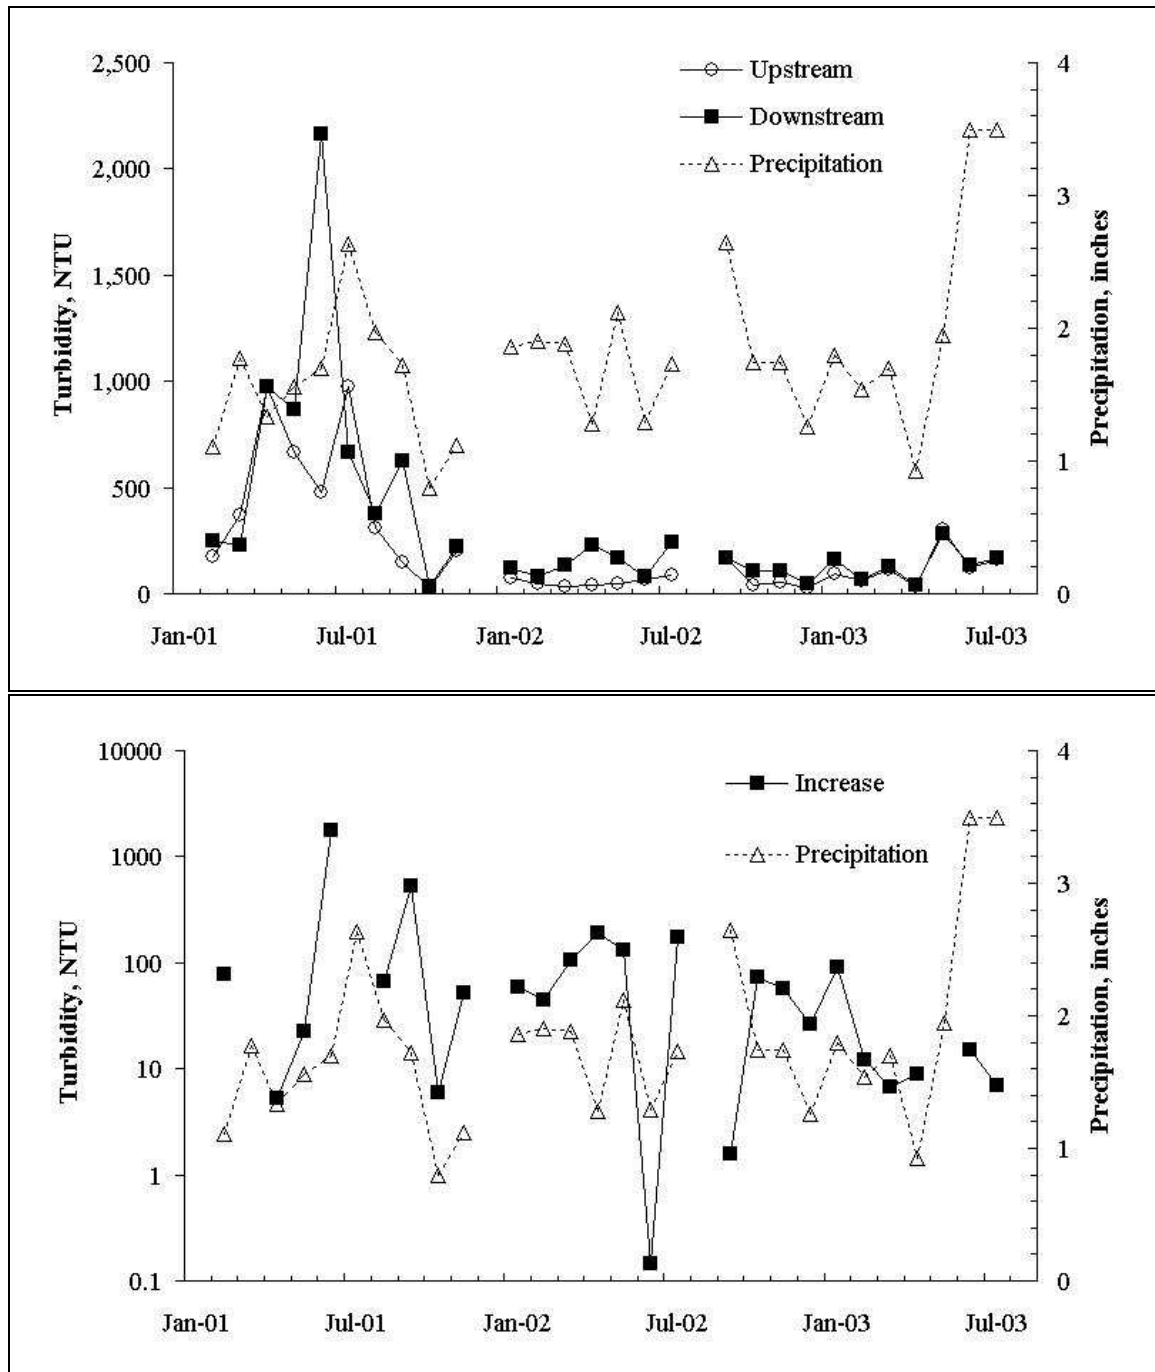 2,500
2,000
1,500
1,000
500
0
Turbidity, NTU
Upstream
Downstream
Precipitation
4
3
2
1
0
Precipitation, inches
Jan-01 Jul-01 Jan-02 Jul-02 Jan-03 Jul-03
10000
1000
100
10
1
0.1
Turbidity, NTU
Increase
Precipitation
4
3
2
1
0
Precipitation, inches
Jan-01 Jul-01 Jan-02 Jul-02 Jan-03 Jul-03